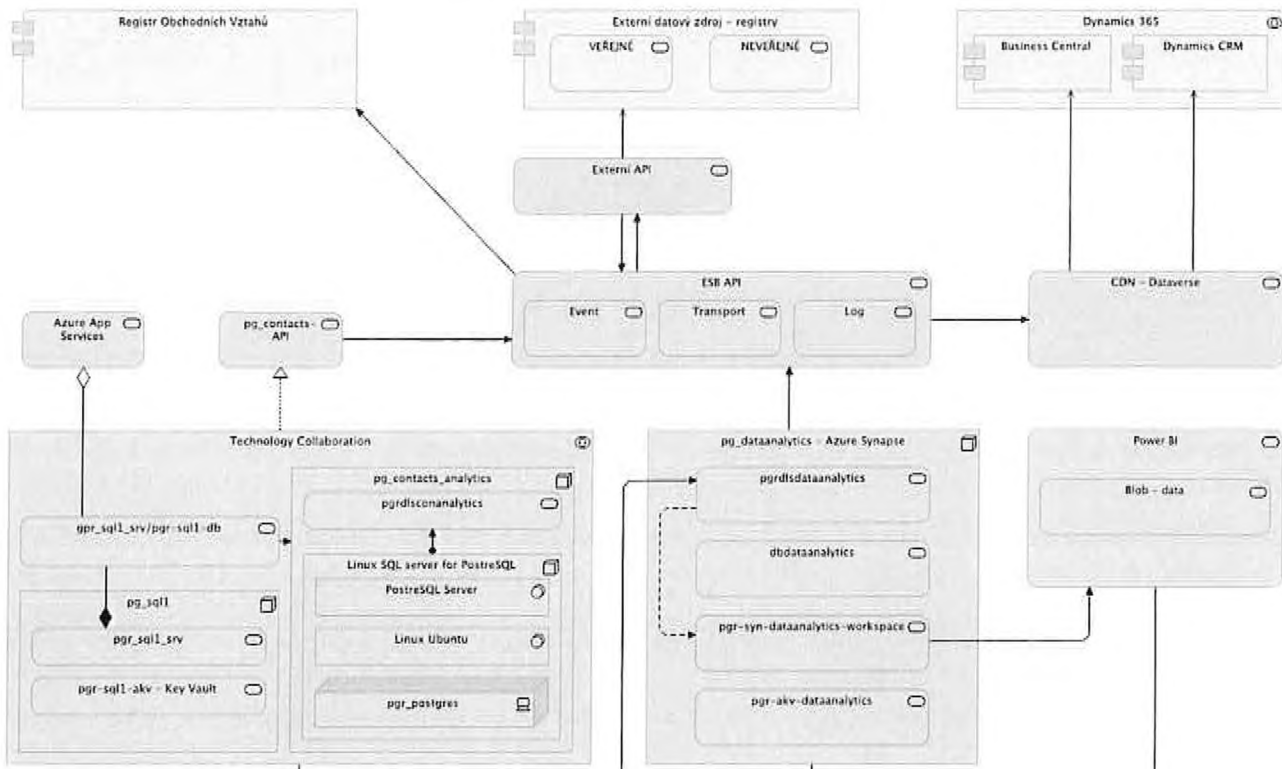 Registr Obchodních Vztahů
Externí datový zdroj - registry
VEŘEJNÉ
NEVEŘEJNÉ
Dynamics 365
Business Central
Dynamics CRM
Externí API
ESB API
Event
Transport
Log
CDN - Dataverse
Azure App
Services
pg_contacts-
API
Technology Collaboration
pg_contacts_analytics
pgrdlsconanalytics
gpr_sql1_srv/pgr-sql1-db
Linux SQL server for PostreSQL
PostreSQL Server
Linux Ubuntu
pgr_postgres
pg_sql1
pgr_sql1_srv
pgr-sql1-akv - Key Vault
pg_dataanalytics - Azure Synapse
pgrdlsdataanalytics
dbdataanalytics
pgr-syn-dataanalytics-workspace
pgr-akv-dataanalytics
Power BI
Blob - data